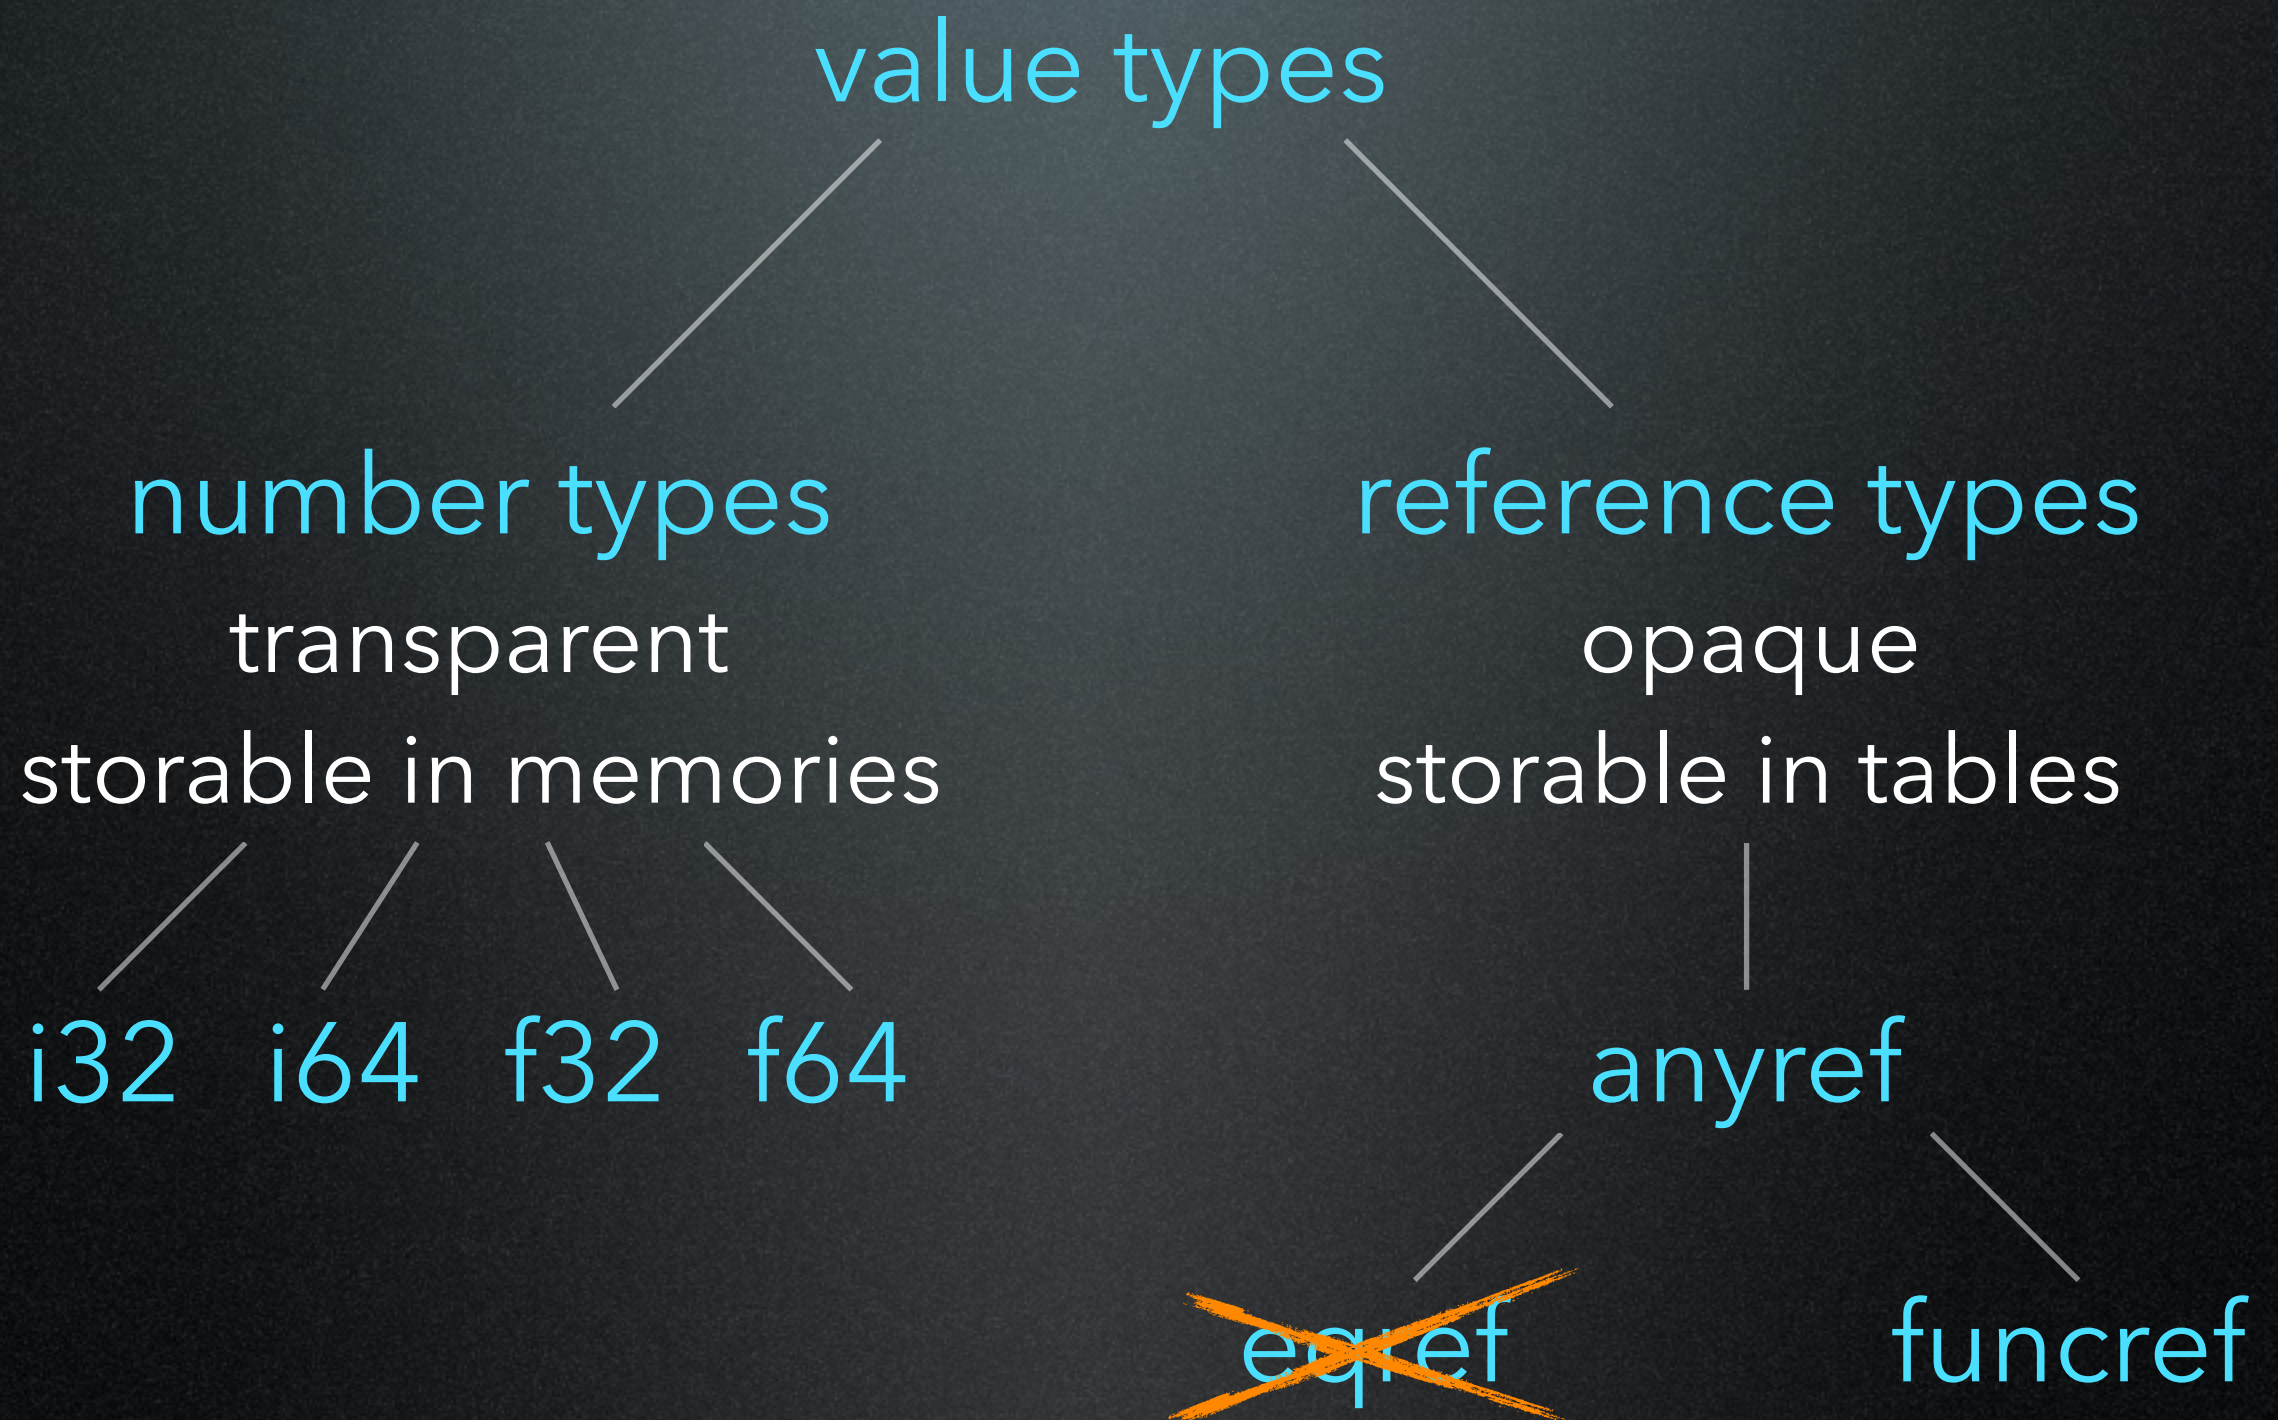 value types
number types
reference types
transparent
opaque
storable in memories
storable in tables
i32 i64 f32 f64
anyref
eqref
funcref